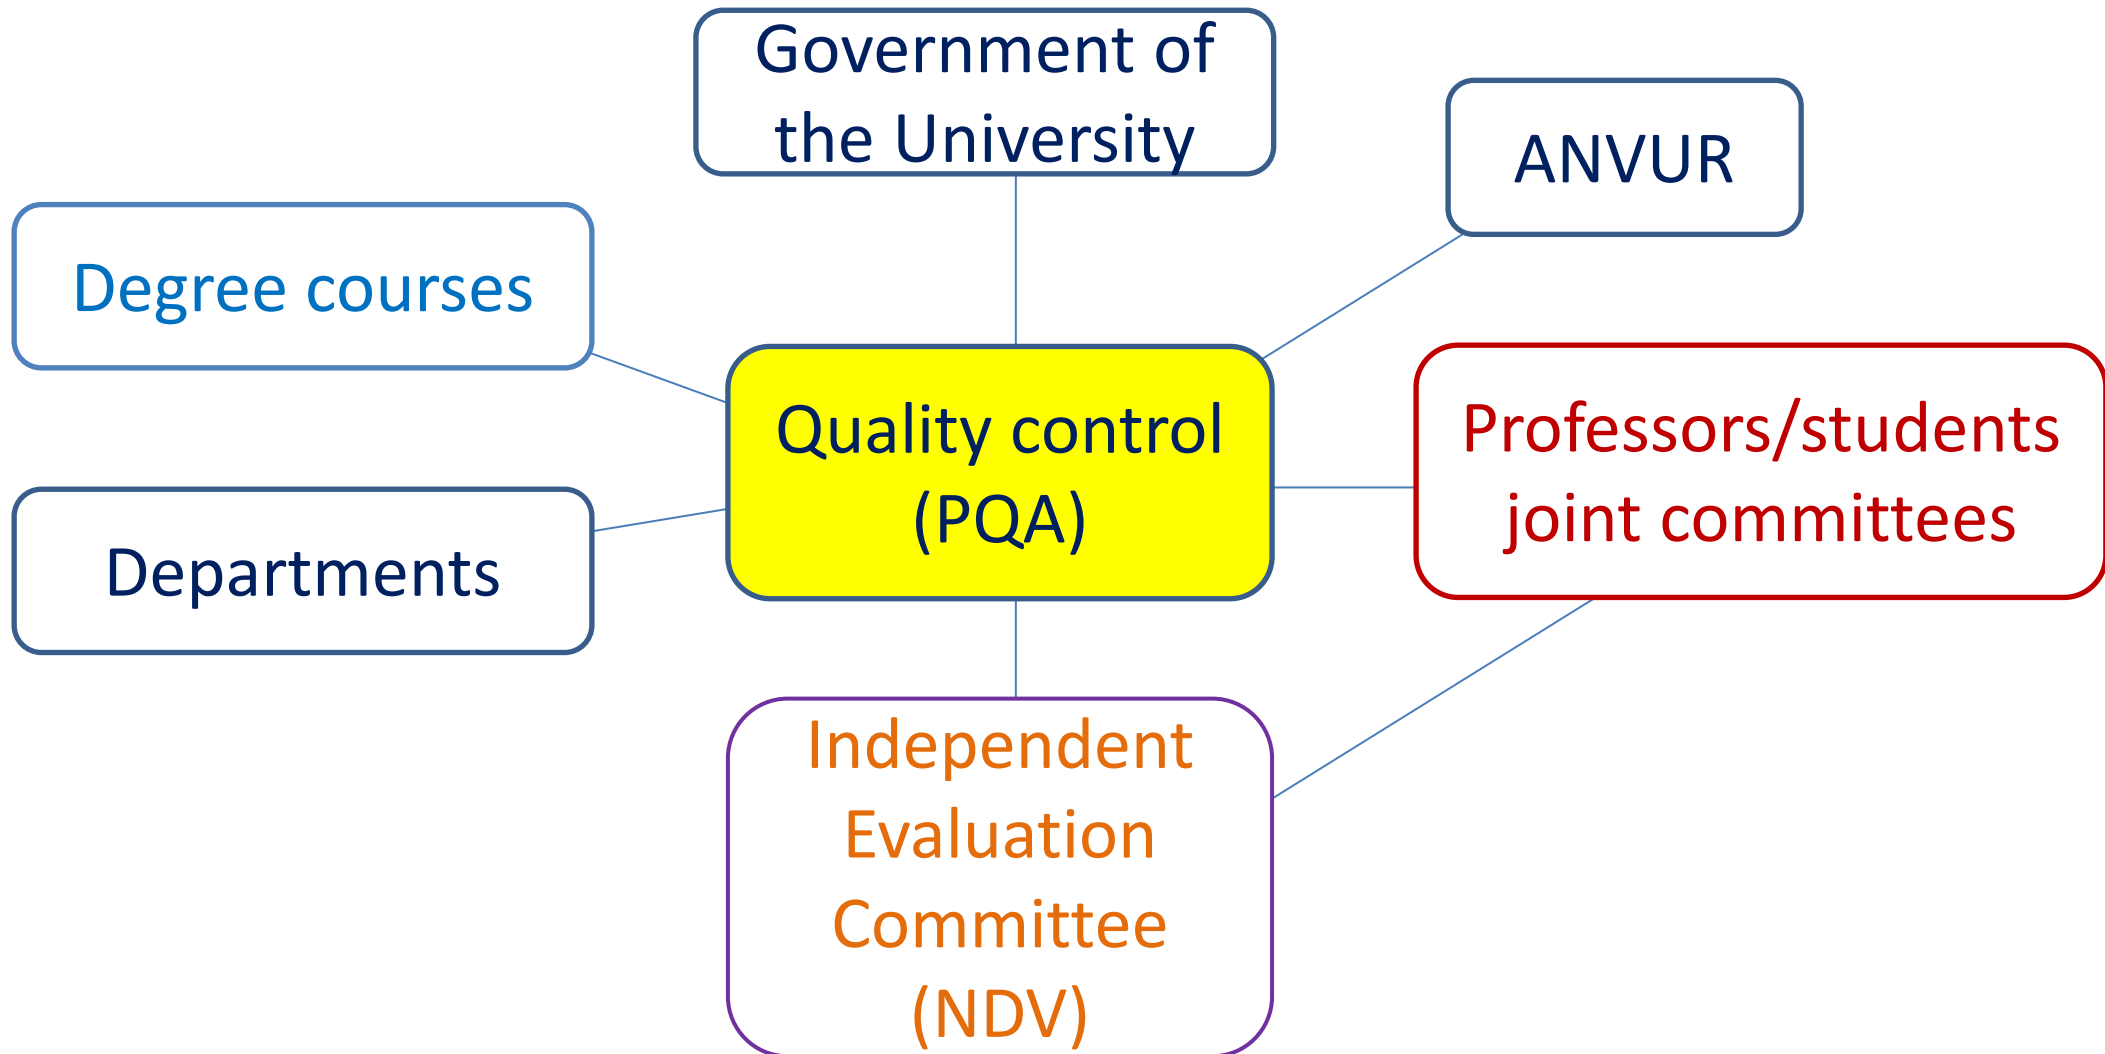 Government of
the University
ANVUR
Degree courses
Quality control
(PQA)
Professors/students
joint committees
Departments
Independent
Evaluation
Committee
(NDV)